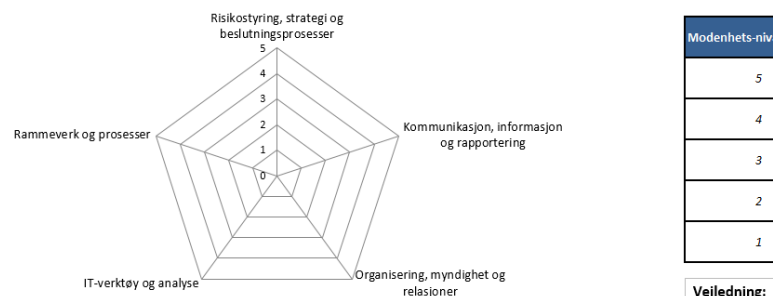 Risikostyring, strategi og
beslutningsprosesser
5
4
3
2
1
0
Kommunikasjon, informasjon
og rapportering
Organisering, myndighet og
relasjoner
IT-verktøy og analyse
Rammeverk og prosesser
5
4
3
2
1
Veiledning: